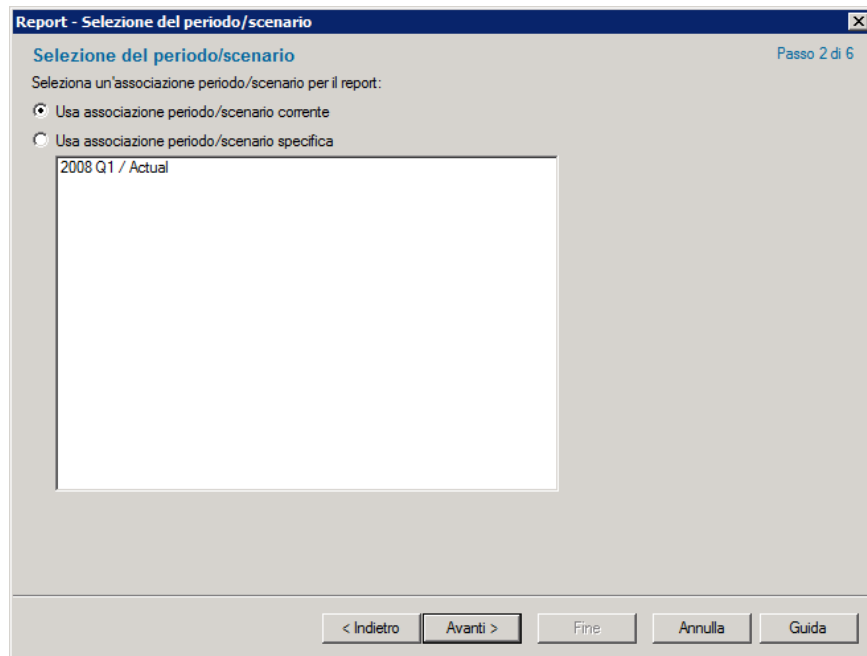 Report - Selezione del periodo/scenario
Selezione del periodo/scenario
Passo 2 di 6
Seleziona un'associazione periodo/scenario per il report:
Usa associazione periodo/scenario corrente
Usa associazione periodo/scenario specifica
2008 Q1 / Actual
< Indietro
Avanti >
Fine
Annulla
Guida